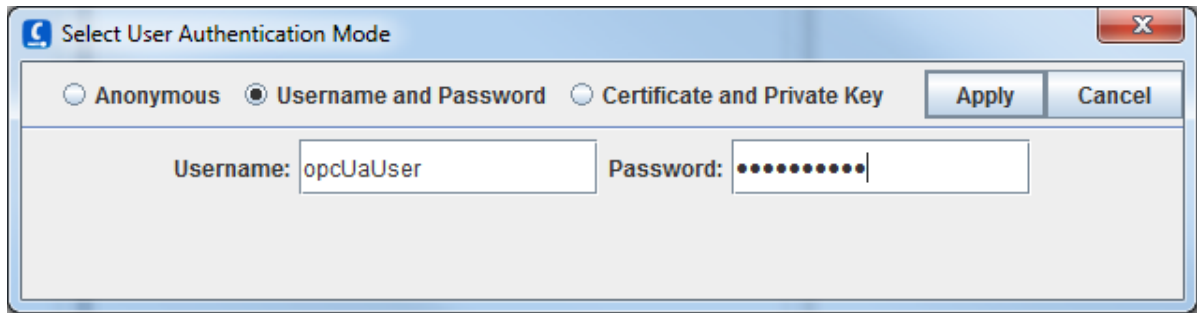 Select User Authentication Mode
Anonymous Username and Password Certificate and Private Key Apply Cancel
Username: opcUaUser Password: ●●●●●●●●●●